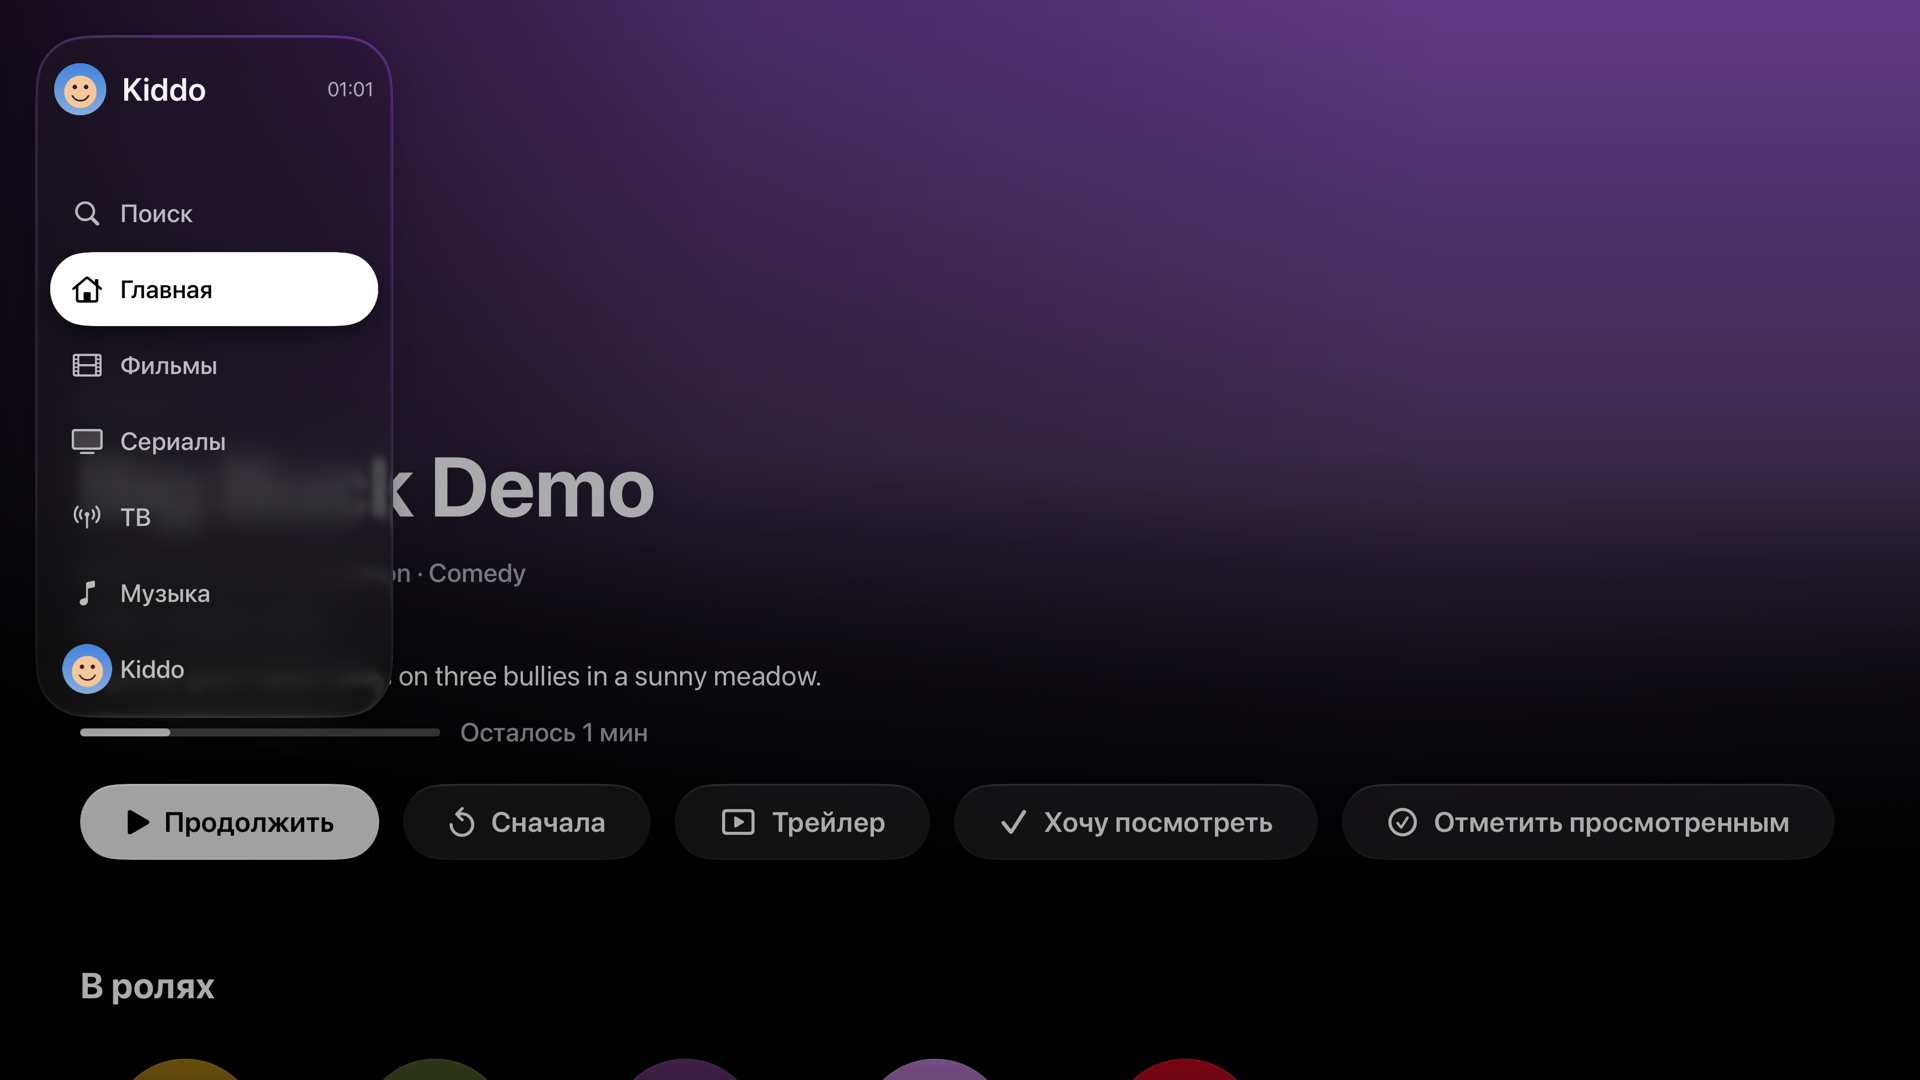 Kiddo
01:01
Поиск
Главная
Фильмы
Сериалы
ТВ
Музыка
Kiddo
Demo
· Comedy
on three bullies in a sunny meadow.
Осталось 1 мин
Продолжить
Сначала
Трейлер
Хочу посмотреть
Отметить просмотренным
В ролях